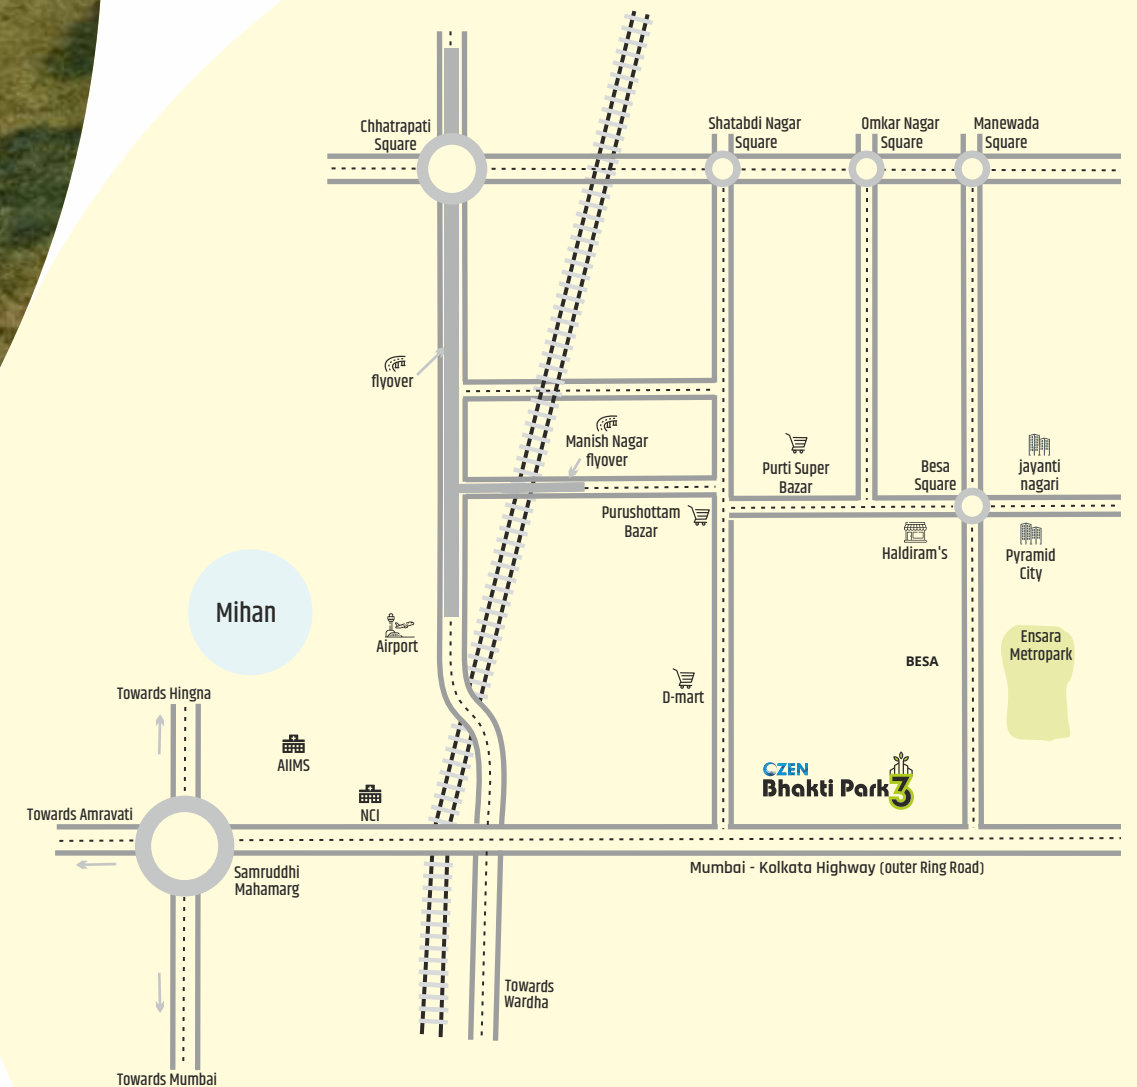 Chhatrapati
Square
Shatabdi Nagar
Square
Omkar Nagar
Square
Manewada
Square
flyover
Manish Nagar
flyover
Purti Super
Bazar
Besa
Square
jayanti
nagari
Purushottam
Bazar
Haldiram's
Pyramid
City
Mihan
Airport
Ensara
Metropark
BESA
D-mart
Towards Hingna
AIIMS
OZEN
Bhakti Park 3
NCI
Towards Amravati
Samruddhi
Mahamarg
Mumbai - Kolkata Highway (outer Ring Road)
Towards
Wardha
Towards Mumbai